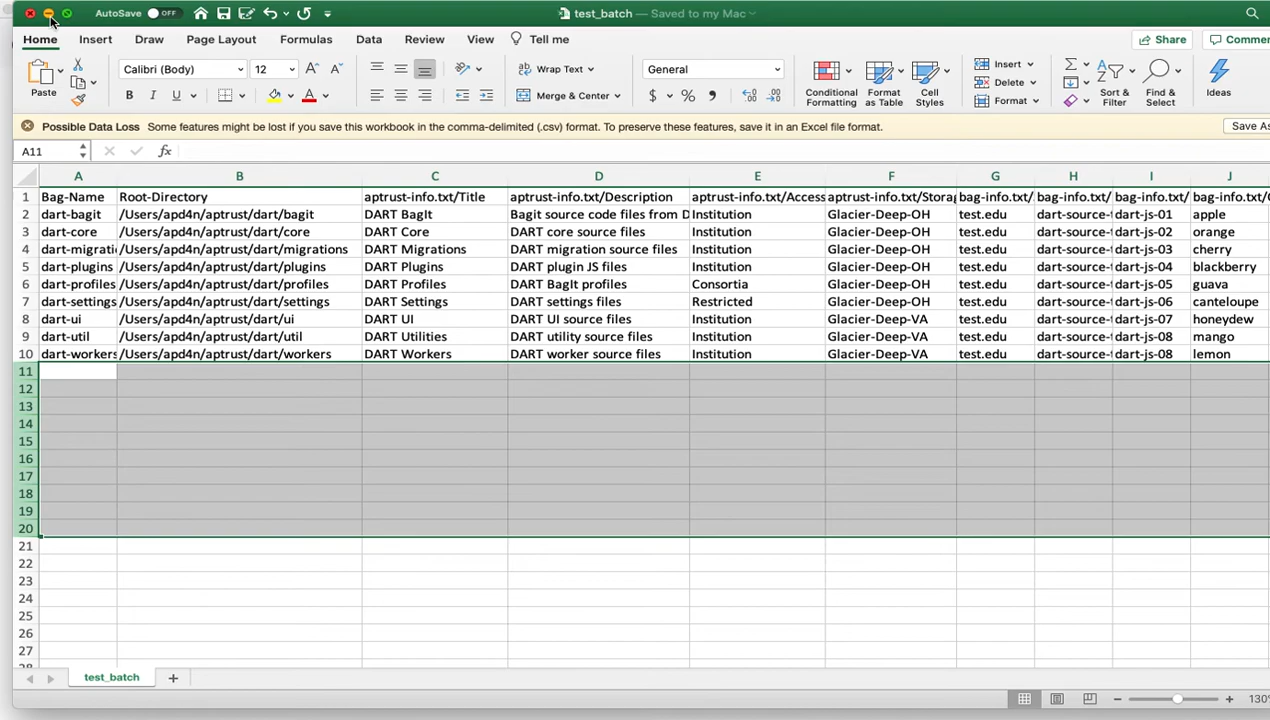 AutoSave OFF test_batch — Saved to my Mac
Home Insert Draw Page Layout Formulas Data Review View Tell me Share
Paste Calibri (Body) 12 A A Wrap Text General Conditional Formatting Format as Table Cell Styles Insert Sort & Filter Find & Select Ideas
B I U A Merge & Center $ % Delete Format
Possible Data Loss Some features might be lost if you save this workbook in the comma-delimited (.csv) format. To preserve these features, save it in an Excel file format. Save As
A11 fx
A B C D E F G H I J
1 Bag-Name Root-Directory aptrust-info.txt/Title aptrust-info.txt/Description aptrust-info.txt/Access aptrust-info.txt/Storag bag-info.txt/ bag-info.txt/ bag-info.txt/ bag-info.txt/
2 dart-bagit /Users/apd4n/aptrust/dart/bagit DART BagIt Bagit source code files from D Institution Glacier-Deep-OH test.edu dart-source- dart-js-01 apple
3 dart-core /Users/apd4n/aptrust/dart/core DART Core DART core source files Institution Glacier-Deep-OH test.edu dart-source- dart-js-02 orange
4 dart-migrati /Users/apd4n/aptrust/dart/migrations DART Migrations DART migration source files Institution Glacier-Deep-OH test.edu dart-source- dart-js-03 cherry
5 dart-plugins /Users/apd4n/aptrust/dart/plugins DART Plugins DART plugin JS files Institution Glacier-Deep-OH test.edu dart-source- dart-js-04 blackberry
6 dart-profiles /Users/apd4n/aptrust/dart/profiles DART Profiles DART BagIt profiles Consortia Glacier-Deep-OH test.edu dart-source- dart-js-05 guava
7 dart-settings /Users/apd4n/aptrust/dart/settings DART Settings DART settings files Restricted Glacier-Deep-OH test.edu dart-source- dart-js-06 canteloupe
8 dart-ui /Users/apd4n/aptrust/dart/ui DART UI DART UI source files Institution Glacier-Deep-VA test.edu dart-source- dart-js-07 honeydew
9 dart-util /Users/apd4n/aptrust/dart/util DART Utilities DART utility source files Institution Glacier-Deep-VA test.edu dart-source- dart-js-08 mango
10 dart-workers /Users/apd4n/aptrust/dart/workers DART Workers DART worker source files Institution Glacier-Deep-VA test.edu dart-source- dart-js-08 lemon
11
12
13
14
15
16
17
18
19
20
21
22
23
24
25
26
27
test_batch +
130%